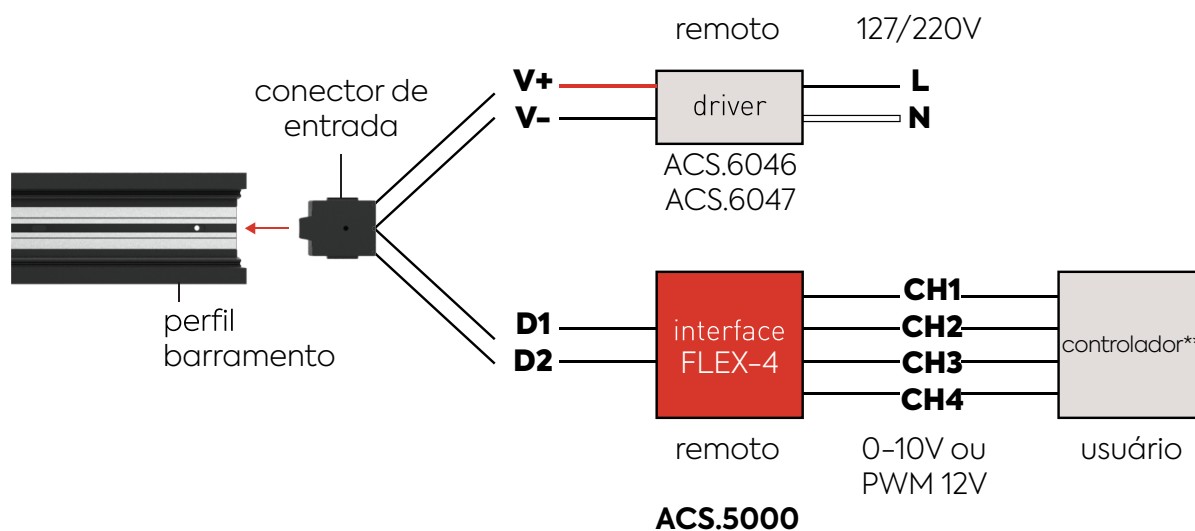 remoto
127/220V
conector de
entrada
V+
V-
driver
L
N
ACS.6046
ACS.6047
perfil
barramento
D1
D2
interface
FLEX-4
CH1
CH2
CH3
CH4
controlador**
remoto
0-10V ou
PWM 12V
usuário
ACS.5000